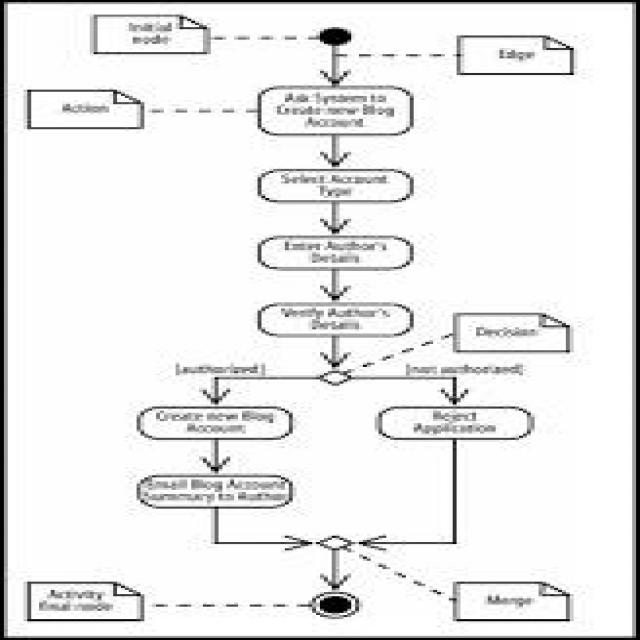 Initial
node
Edge
Action
Ask System to
Create new Blog
Account
Select Account
Type
Enter Author's
Details
Verify Author's
Details
Decision
[authorized]
[not authorized]
Create new Blog
Account
Reject
Application
Email Blog Account
Summary to Author
Activity
final node
Merge